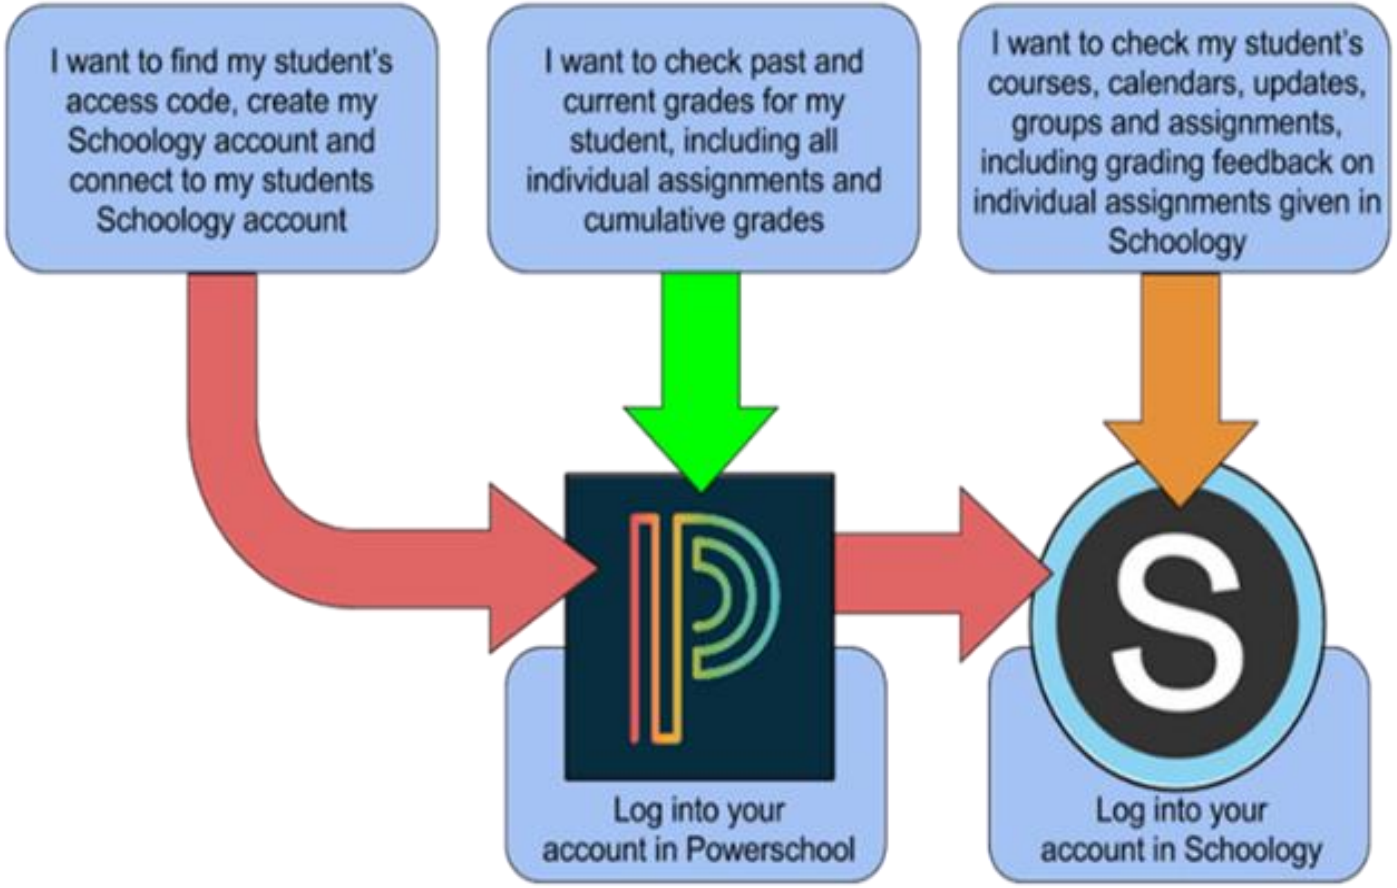 I want to find my student's
access code, create my
Schoology account and
connect to my students
Schoology account
I want to check past and
current grades for my
student, including all
individual assignments and
cumulative grades
I want to check my student's
courses, calendars, updates,
groups and assignments,
including grading feedback on
individual assignments given in
Schoology
P
S
Log into your
account in Powerschool
Log into your
account in Schoology